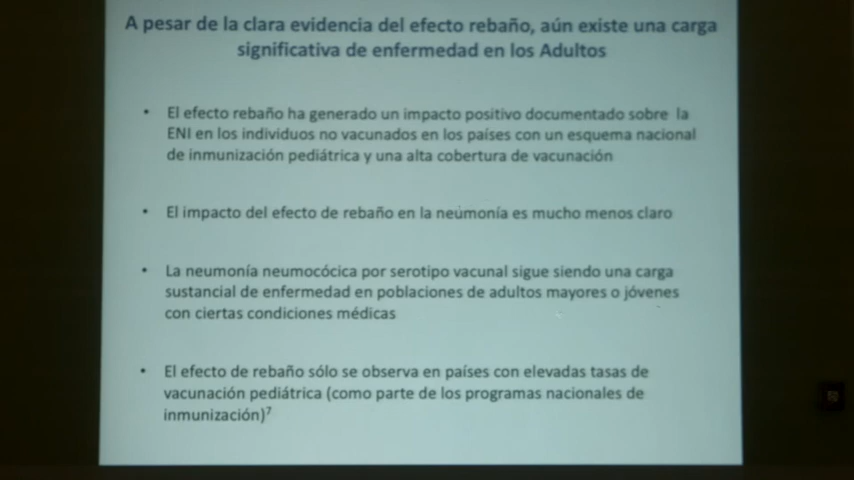 A pesar de la clara evidencia del efecto rebaño, aún existe una carga
significativa de enfermedad en los Adultos
• El efecto rebaño ha generado un impacto positivo documentado sobre la
ENI en los individuos no vacunados en los países con un esquema nacional
de inmunización pediátrica y una alta cobertura de vacunación
• El impacto del efecto de rebaño en la neumonía es mucho menos claro
• La neumonía neumocócica por serotipo vacunal sigue siendo una carga
sustancial de enfermedad en poblaciones de adultos mayores o jóvenes
con ciertas condiciones médicas
• El efecto de rebaño sólo se observa en países con elevadas tasas de
vacunación pediátrica (como parte de los programas nacionales de
inmunización)⁷